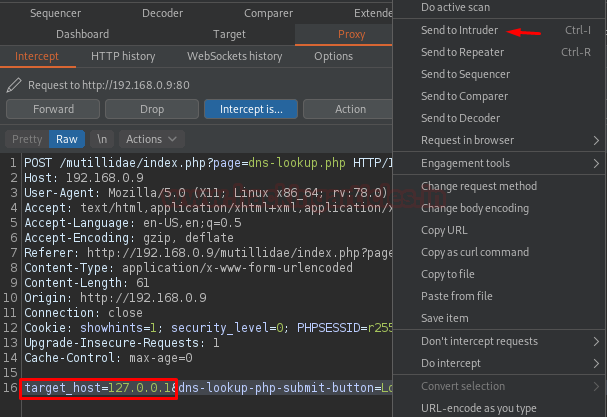 Sequencer Decoder Comparer Extende
Dashboard Target Proxy
Intercept HTTP history WebSockets history Options
Request to http://192.168.0.9:80
Forward Drop Intercept is... Action
Pretty Raw \n Actions
1 POST /mutillidae/index.php?page=dns-lookup.php HTTP/1
2 Host: 192.168.0.9
3 User-Agent: Mozilla/5.0 (X11; Linux x86_64; rv:78.0)
4 Accept: text/html,application/xhtml+xml,application/x
5 Accept-Language: en-US,en;q=0.5
6 Accept-Encoding: gzip, deflate
7 Referer: http://192.168.0.9/mutillidae/index.php?page
8 Content-Type: application/x-www-form-urlencoded
9 Content-Length: 61
10 Origin: http://192.168.0.9
11 Connection: close
12 Cookie: showhints=1; security_level=0; PHPSESSID=r255
13 Upgrade-Insecure-Requests: 1
14 Cache-Control: max-age=0
15
16 target_host=127.0.0.1&dns-lookup-php-submit-button=Lo
Do active scan
Send to Intruder Ctrl-I
Send to Repeater Ctrl-R
Send to Sequencer
Send to Comparer
Send to Decoder
Request in browser
Engagement tools
Change request method
Change body encoding
Copy URL
Copy as curl command
Copy to file
Paste from file
Save item
Don't intercept requests
Do intercept
Convert selection
URL-encode as you type